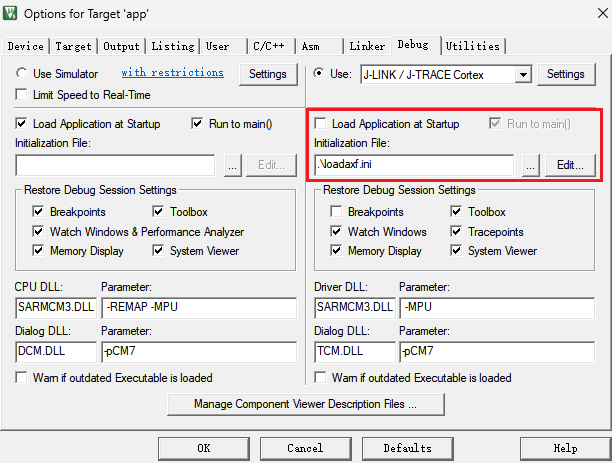 Options for Target 'app'
Device Target Output Listing User C/C++ Asm Linker Debug Utilities
Use Simulator with restrictions Settings
Limit Speed to Real-Time
Use: J-LINK / J-TRACE Cortex Settings
Load Application at Startup Run to main()
Initialization File:
... Edit...
Load Application at Startup Run to main()
Initialization File:
.\loadaxf.ini ... Edit...
Restore Debug Session Settings
Breakpoints Toolbox
Watch Windows & Performance Analyzer
Memory Display System Viewer
Restore Debug Session Settings
Breakpoints Toolbox
Watch Windows Tracepoints
Memory Display System Viewer
CPU DLL: Parameter:
SARMCM3.DLL -REMAP -MPU
Dialog DLL: Parameter:
DCM.DLL -pCM7
Warn if outdated Executable is loaded
Driver DLL: Parameter:
SARMCM3.DLL -MPU
Dialog DLL: Parameter:
TCM.DLL -pCM7
Warn if outdated Executable is loaded
Manage Component Viewer Description Files ...
OK Cancel Defaults Help